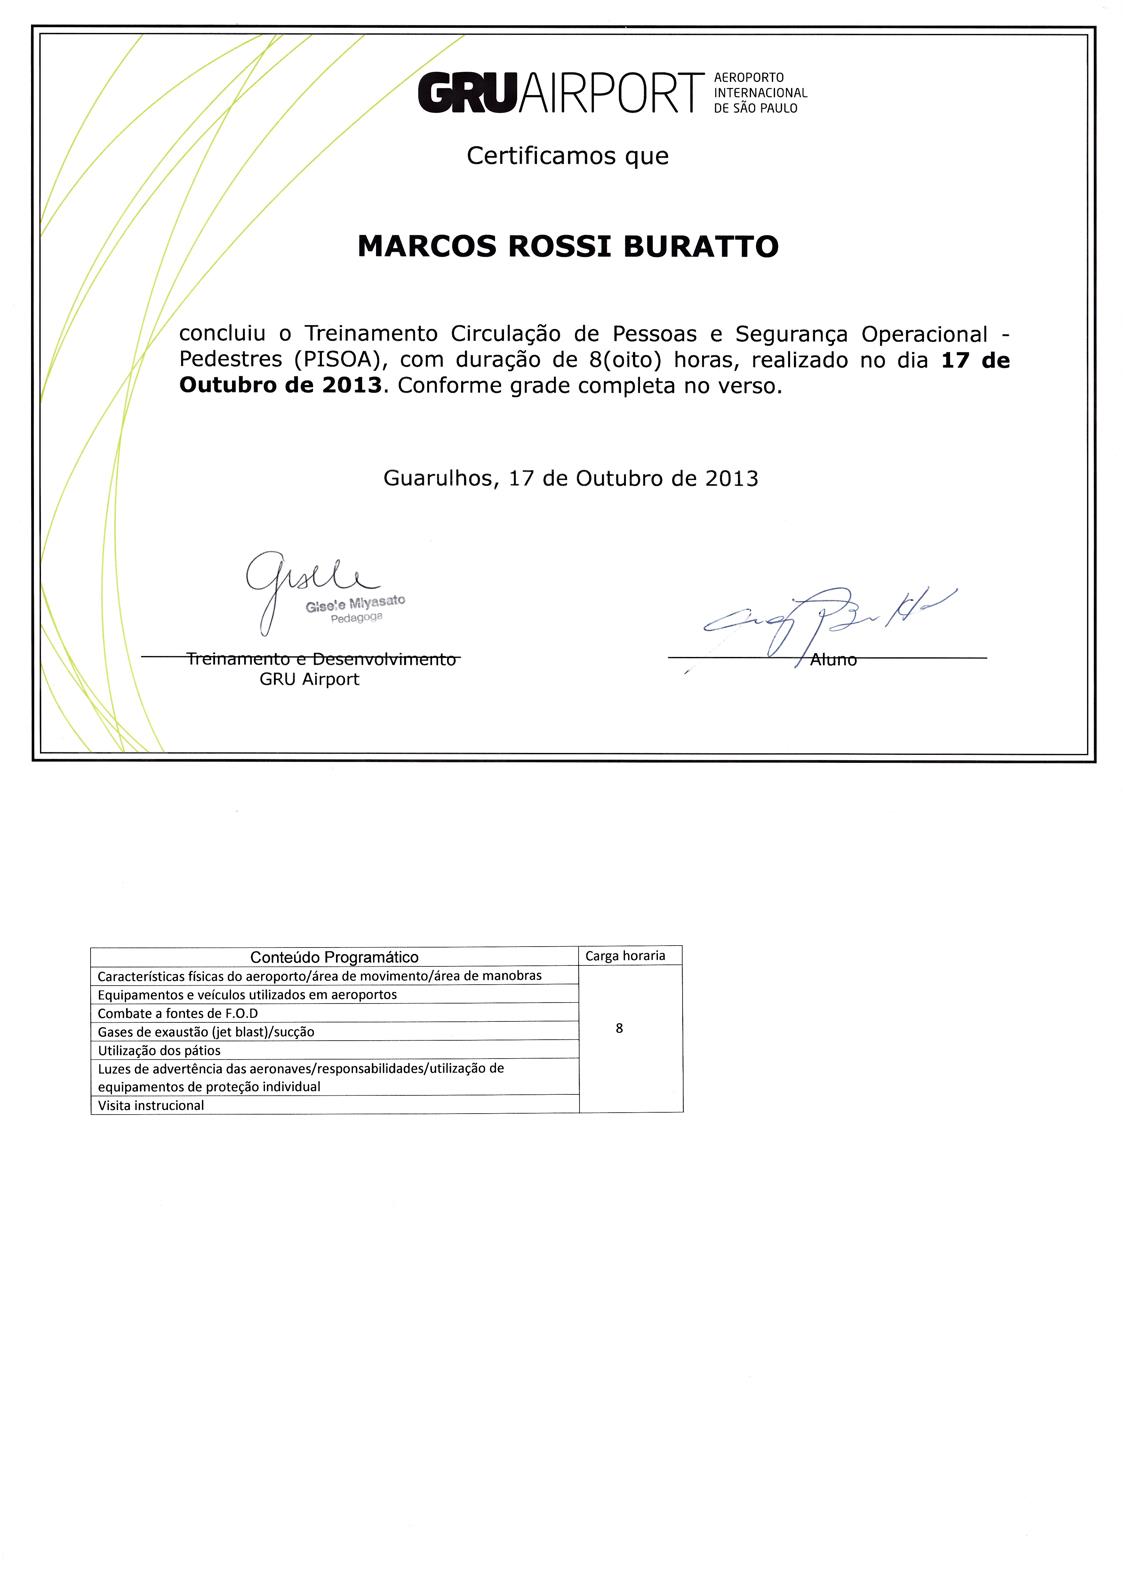 GRUAIRPORT
AEROPORTO
INTERNACIONAL
DE SÃO PAULO
Certificamos que
MARCOS ROSSI BURATTO
concluiu o Treinamento Circulação de Pessoas e Segurança Operacional -
Pedestres (PISOA), com duração de 8(oito) horas, realizado no dia 17 de
Outubro de 2013. Conforme grade completa no verso.
Guarulhos, 17 de Outubro de 2013
Gisele Miyasato
Pedagoga
Treinamento e Desenvolvimento
GRU Airport
Aluno
Conteúdo Programático
Carga horaria
Características físicas do aeroporto/área de movimento/área de manobras
Equipamentos e veículos utilizados em aeroportos
Combate a fontes de F.O.D
Gases de exaustão (jet blast)/sucção
8
Utilização dos pátios
Luzes de advertência das aeronaves/responsabilidades/utilização de
equipamentos de proteção individual
Visita instrucional